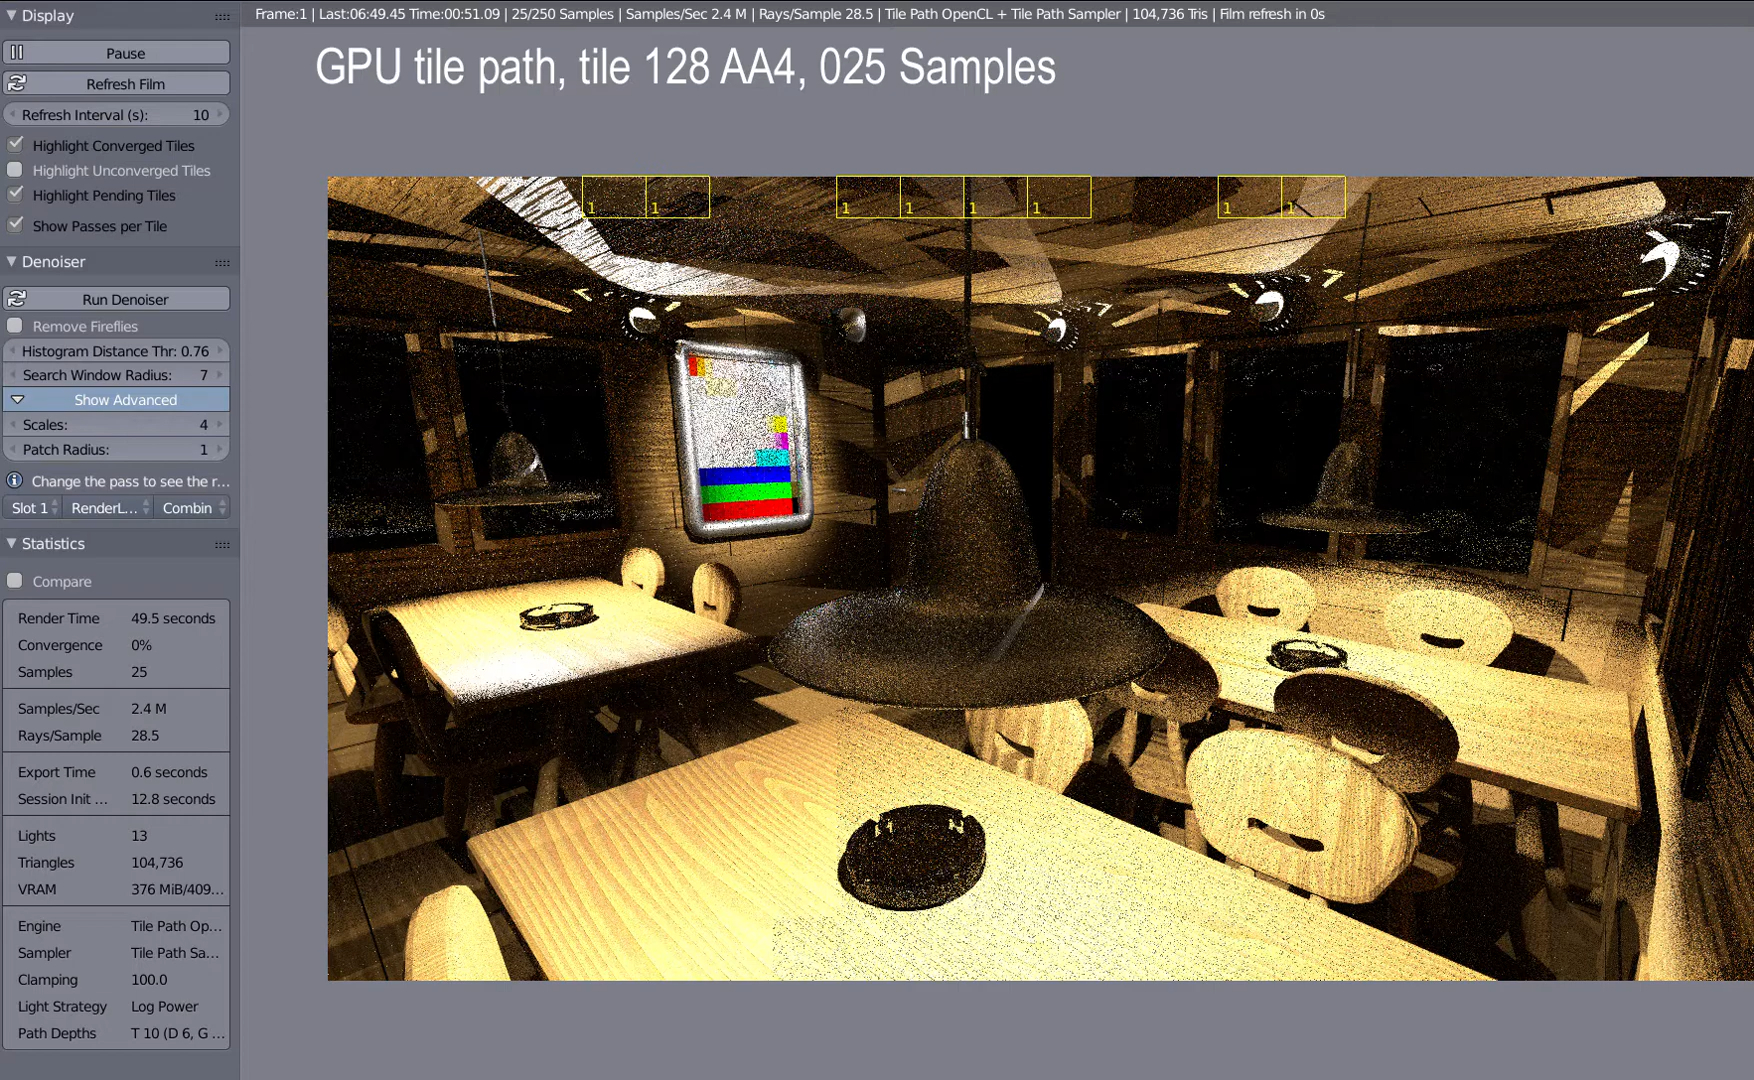 Display
Frame:1 | Last:06:49.45 Time:00:51.09 | 25/250 Samples | Samples/Sec 2.4 M | Rays/Sample 28.5 | Tile Path OpenCL + Tile Path Sampler | 104,736 Tris | Film refresh in 0s
Pause
GPU tile path, tile 128 AA4, 025 Samples
Refresh Film
Refresh Interval (s): 10
Highlight Converged Tiles
Highlight Unconverged Tiles
Highlight Pending Tiles
1 1 1 1 1 1 1 1
Show Passes per Tile
Denoiser
Run Denoiser
Remove Fireflies
Histogram Distance Thr: 0.76
Search Window Radius: 7
Show Advanced
Scales: 4
Patch Radius: 1
Change the pass to see the r...
Slot 1 RenderL... Combin
Statistics
Compare
Render Time 49.5 seconds
Convergence 0%
Samples 25
Samples/Sec 2.4 M
Rays/Sample 28.5
Export Time 0.6 seconds
Session Init ... 12.8 seconds
Lights 13
Triangles 104,736
VRAM 376 MiB/409...
Engine Tile Path Op...
Sampler Tile Path Sa...
Clamping 100.0
Light Strategy Log Power
Path Depths T 10 (D 6, G ...